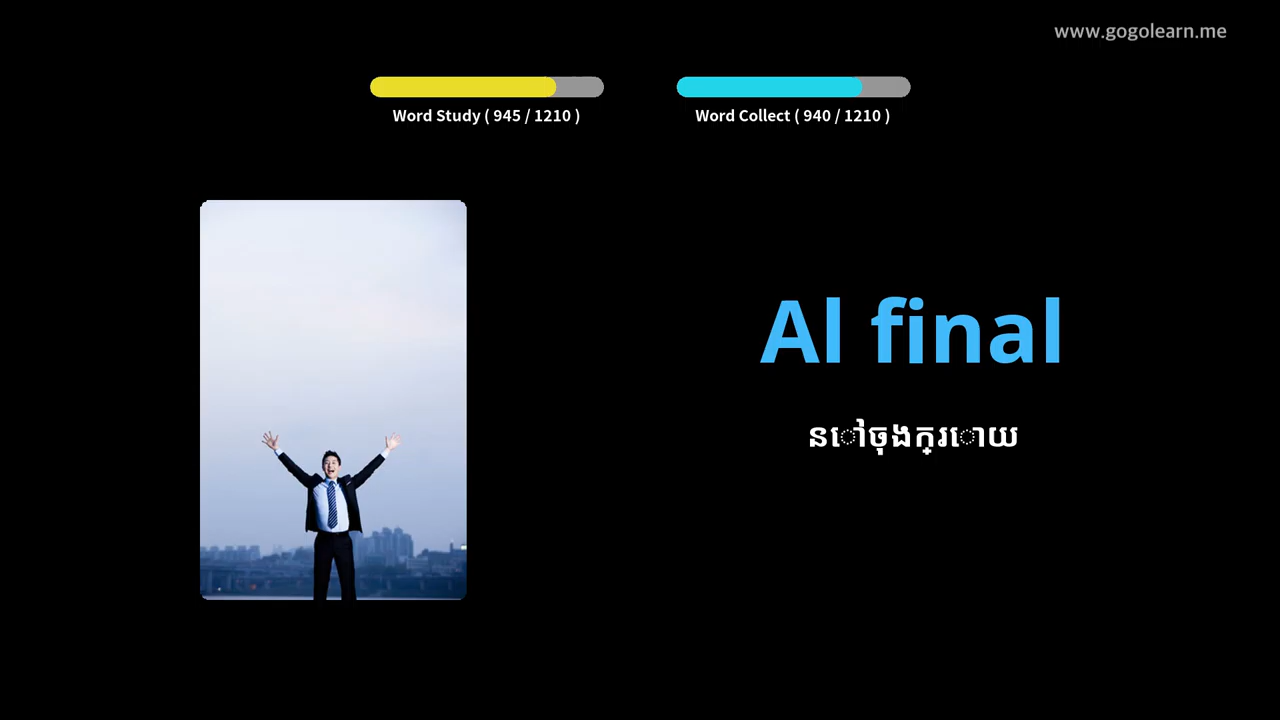 www.gogolearn.me
Word Study ( 945 / 1210 )
Word Collect ( 940 / 1210 )
Al final
នៅចុងក្រោយ